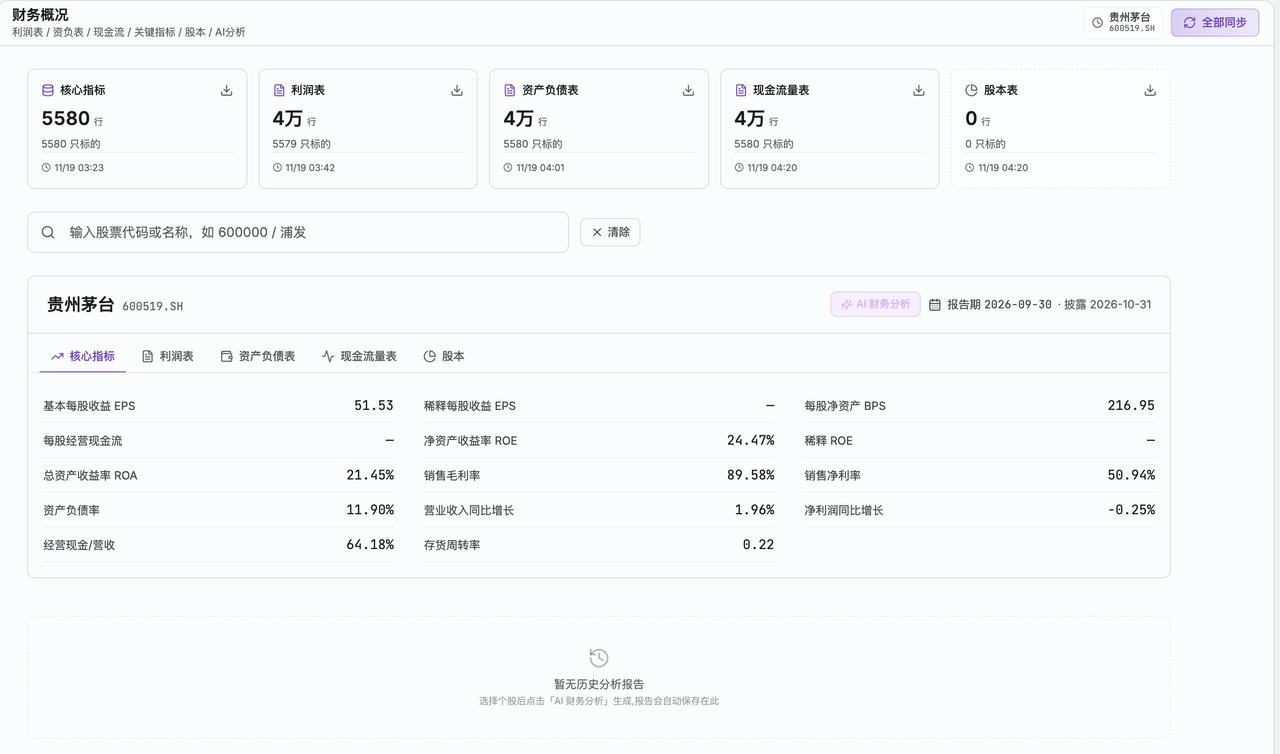 财务概况
利润表 / 资负表 / 现金流 / 关键指标 / 股本 / AI分析
贵州茅台
600519.SH
全部同步
核心指标
5580 行
5580 只标的
11/19 03:23
利润表
4万 行
5579 只标的
11/19 03:42
资产负债表
4万 行
5580 只标的
11/19 04:01
现金流量表
4万 行
5580 只标的
11/19 04:20
股本表
0 行
0 只标的
11/19 04:20
输入股票代码或名称，如 600000 / 浦发
清除
贵州茅台 600519.SH
AI 财务分析
报告期 2026-09-30 · 披露 2026-10-31
核心指标 利润表 资产负债表 现金流量表 股本
基本每股收益 EPS 51.53 稀释每股收益 EPS — 每股净资产 BPS 216.95
每股经营现金流 — 净资产收益率 ROE 24.47% 稀释 ROE —
总资产收益率 ROA 21.45% 销售毛利率 89.58% 销售净利率 50.94%
资产负债率 11.90% 营业收入同比增长 1.96% 净利润同比增长 -0.25%
经营现金/营收 64.18% 存货周转率 0.22
暂无历史分析报告
选择个股后点击「AI 财务分析」生成,报告会自动保存在此